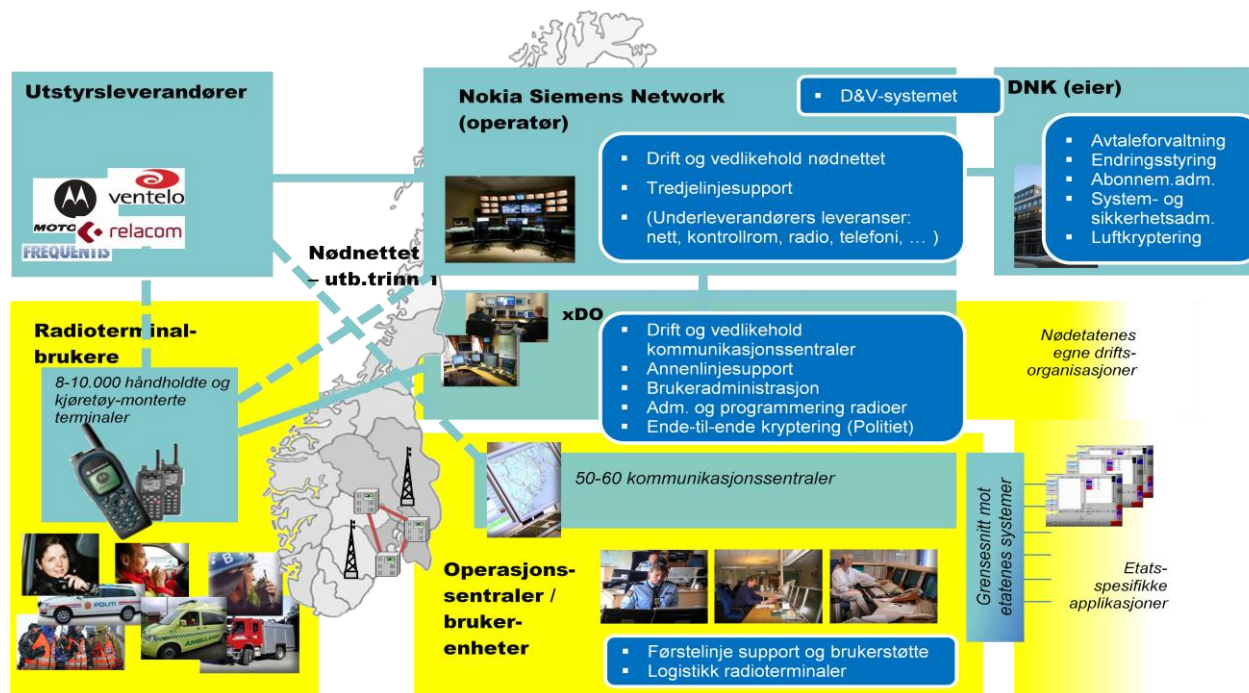 Utstyrsleverandører
MOTO
ventelo
relacom
FREQUENTIS
Nokia Siemens Network
(operatør)
D&V-systemet
Drift og vedlikehold nødnettet
Tredjelinjesupport
(Underleverandørers leveranser:
nett, kontrollrom, radio, telefoni, … )
DNK (eier)
Avtaleforvaltning
Endringsstyring
Abonnem.adm.
System- og
sikkerhetsadm.
Luftkryptering
Nødnettet
– utb.trinn 1
Radioterminal-
brukere
8-10.000 håndholdte og
kjøretøy-monterte
terminaler
xDO
Drift og vedlikehold
kommunikasjonssentraler
Annenlinjesupport
Brukeradministrasjon
Adm. og programmering radioer
Ende-til-ende kryptering (Politiet)
Nødetatenes
egne drifts-
organisasjoner
50-60 kommunikasjonssentraler
Operasjons-
sentraler /
bruker-
enheter
Førstelinje support og brukerstøtte
Logistikk radioterminaler
Grensesnitt mot
etatenes systemer
Etats-
spesifikke
applikasjoner
POLITI
AMBULANSE
B